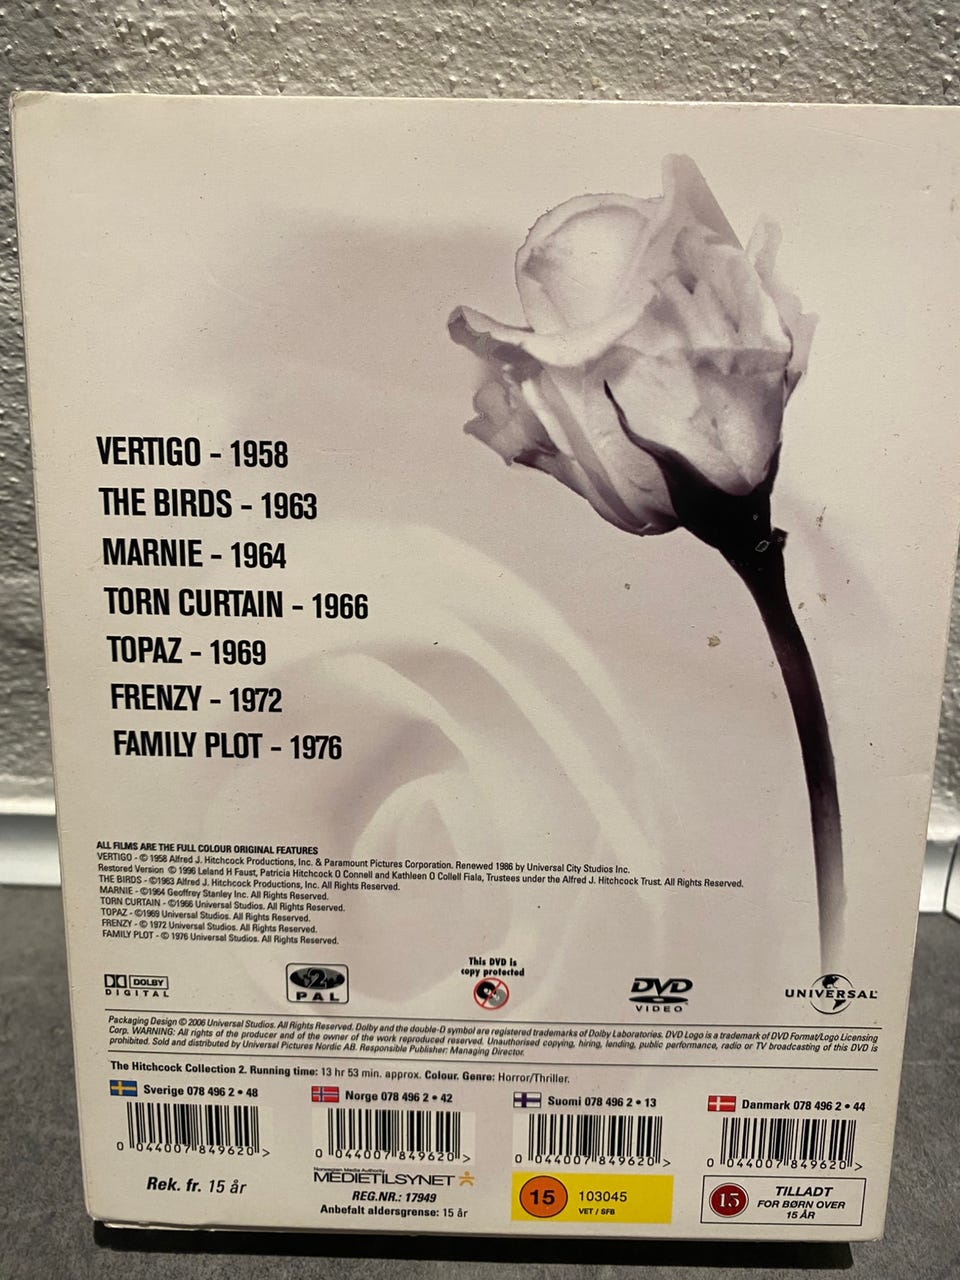 VERTIGO - 1958
THE BIRDS - 1963
MARNIE - 1964
TORN CURTAIN - 1966
TOPAZ - 1969
FRENZY - 1972
FAMILY PLOT - 1976
ALL FILMS ARE THE FULL COLOUR ORIGINAL FEATURES
VERTIGO - © 1958 Alfred J. Hitchcock Productions, Inc. & Paramount Pictures Corporation. Renewed 1986 by Universal City Studios Inc.
Restored Version © 1996 Leland H Faust, Patricia Hitchcock O Connell and Kathleen O Collell Fiala, Trustees under the Alfred J. Hitchcock Trust. All Rights Reserved.
THE BIRDS - ©1963 Alfred J. Hitchcock Productions, Inc. All Rights Reserved.
MARNIE - ©1964 Geoffrey Stanley Inc. All Rights Reserved.
TORN CURTAIN - ©1966 Universal Studios. All Rights Reserved.
TOPAZ - ©1969 Universal Studios. All Rights Reserved.
FRENZY - © 1972 Universal Studios. All Rights Reserved.
FAMILY PLOT - © 1976 Universal Studios. All Rights Reserved.
DOLBY
DIGITAL
2
PAL
This DVD is
copy protected
DVD
VIDEO
UNIVERSAL
Packaging Design © 2006 Universal Studios. All Rights Reserved. Dolby and the double-D symbol are registered trademarks of Dolby Laboratories. DVD Logo is a trademark of DVD Format/Logo Licensing
Corp. WARNING: All rights of the producer and of the owner of the work reproduced reserved. Unauthorised copying, hiring, lending, public performance, radio or TV broadcasting of this DVD is
prohibited. Sold and distributed by Universal Pictures Nordic AB. Responsible Publisher: Managing Director.
The Hitchcock Collection 2. Running time: 13 hr 53 min. approx. Colour. Genre: Horror/Thriller.
Sverige 078 496 2 • 48
0 044007 849620 >
Rek. fr. 15 år
Norge 078 496 2 • 42
0 044007 849620 >
Norwegian Media Authority
MEDIETILSYNET
REG.NR.: 17949
Anbefalt aldersgrense: 15 år
Suomi 078 496 2 • 13
0 044007 849620 >
15
103045
VET / SFB
Danmark 078 496 2 • 44
0 044007 849620 >
15
TILLADT
FOR BØRN OVER
15 ÅR